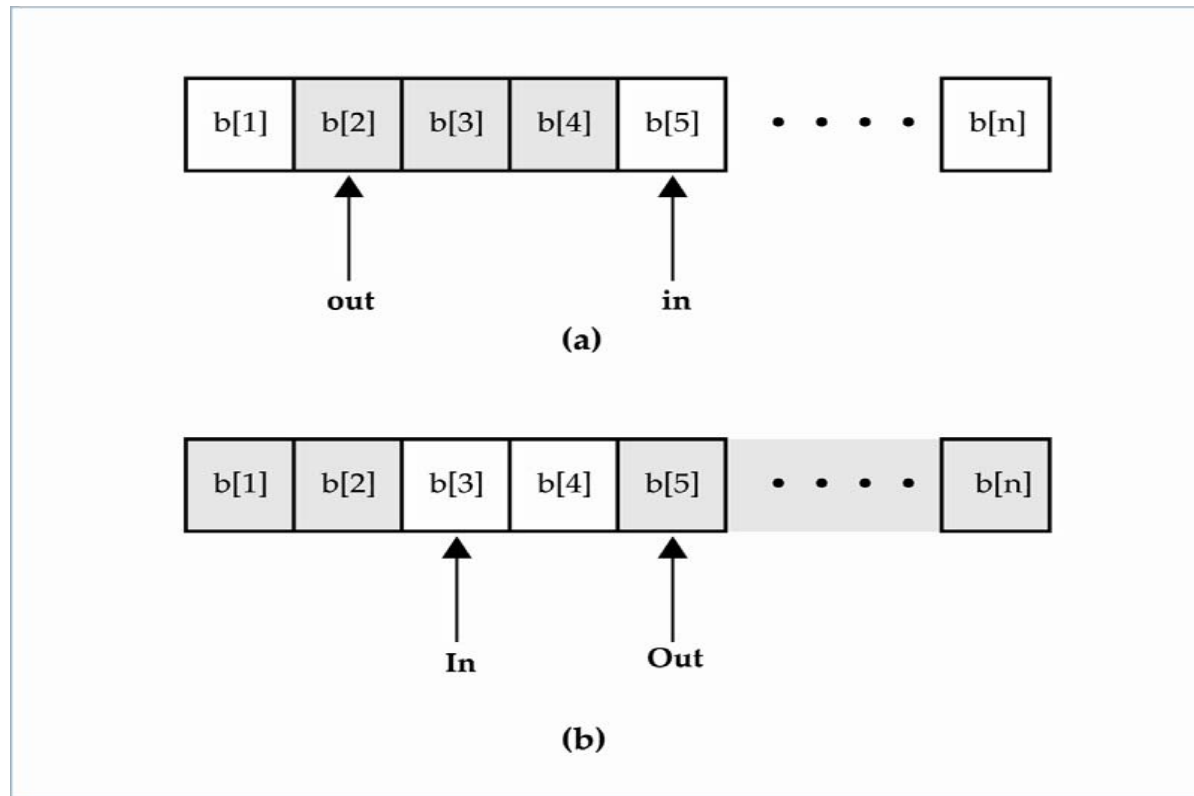 b[1] b[2] b[3] b[4] b[5] • • • • b[n]
out in
(a)
b[1] b[2] b[3] b[4] b[5] • • • • b[n]
In Out
(b)